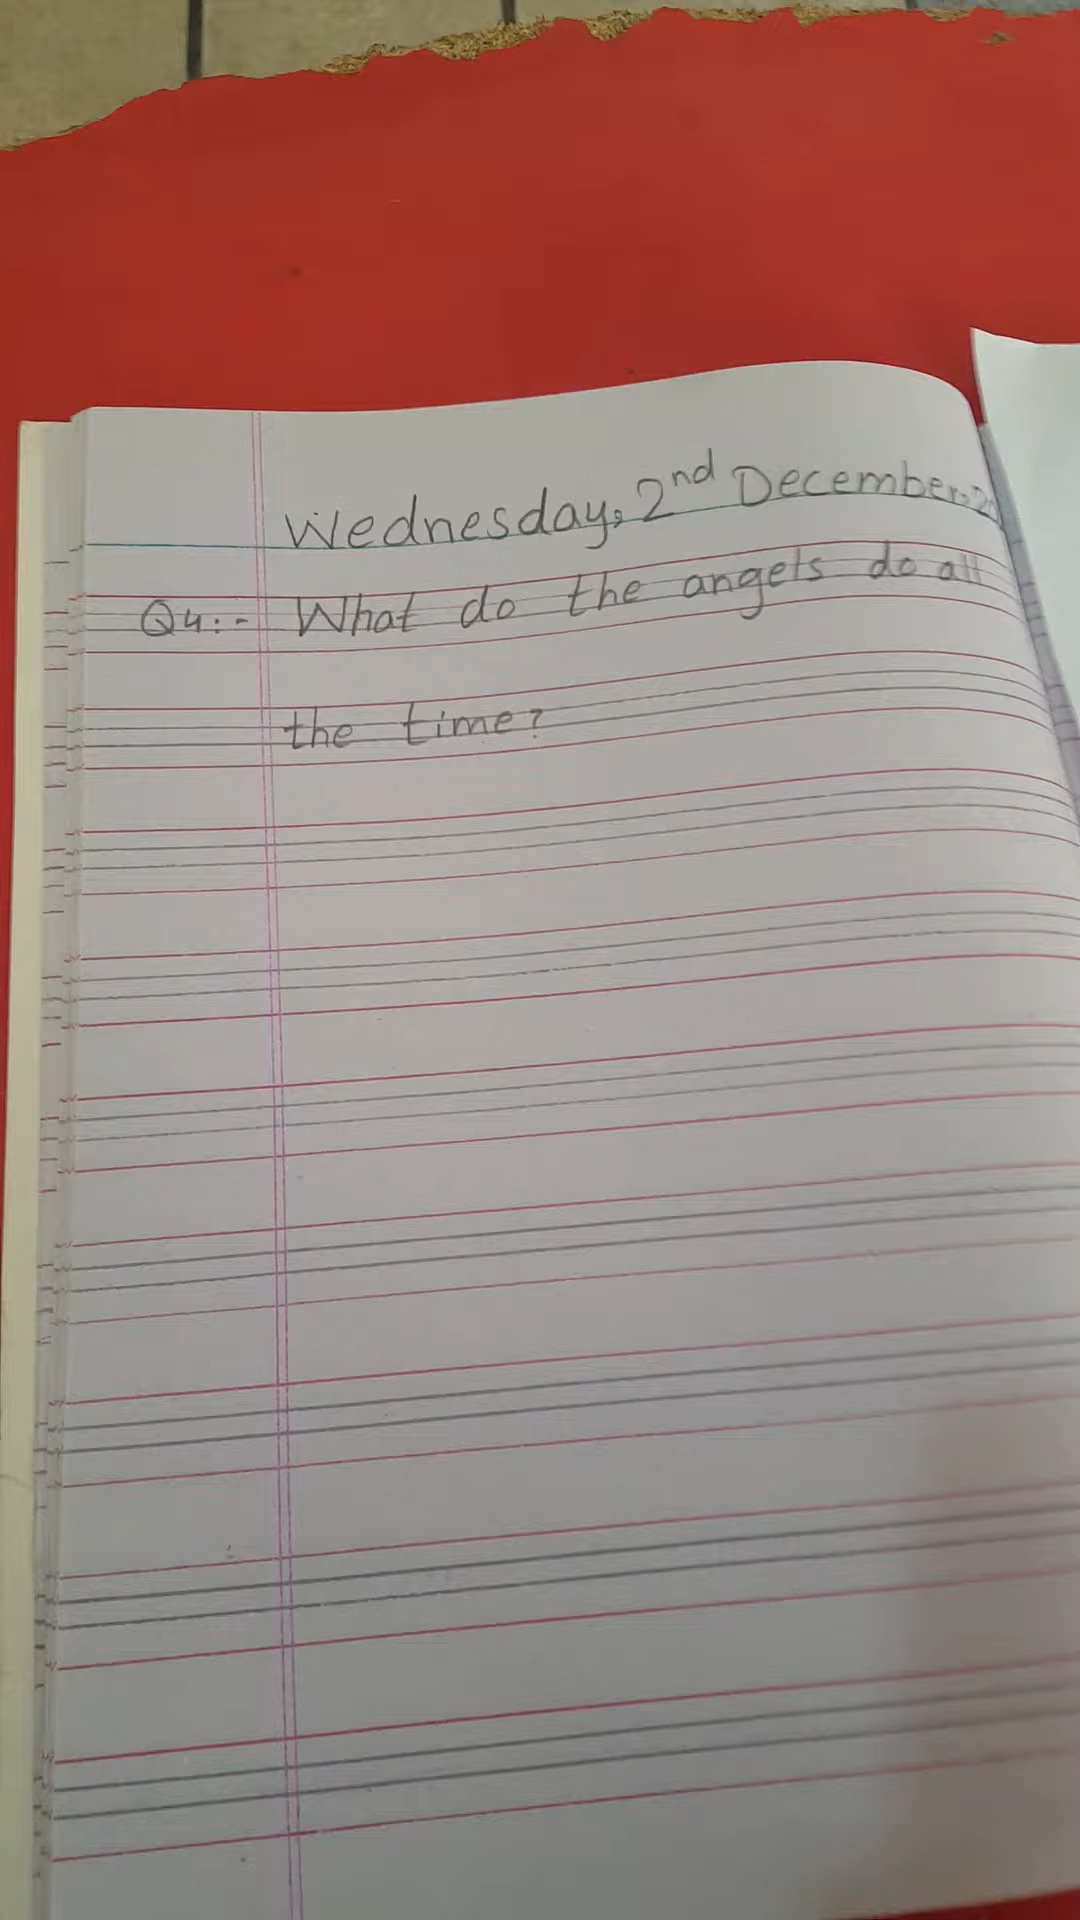 Wednesday, 2nd December,
Q4:- What do the angels do all
the time?